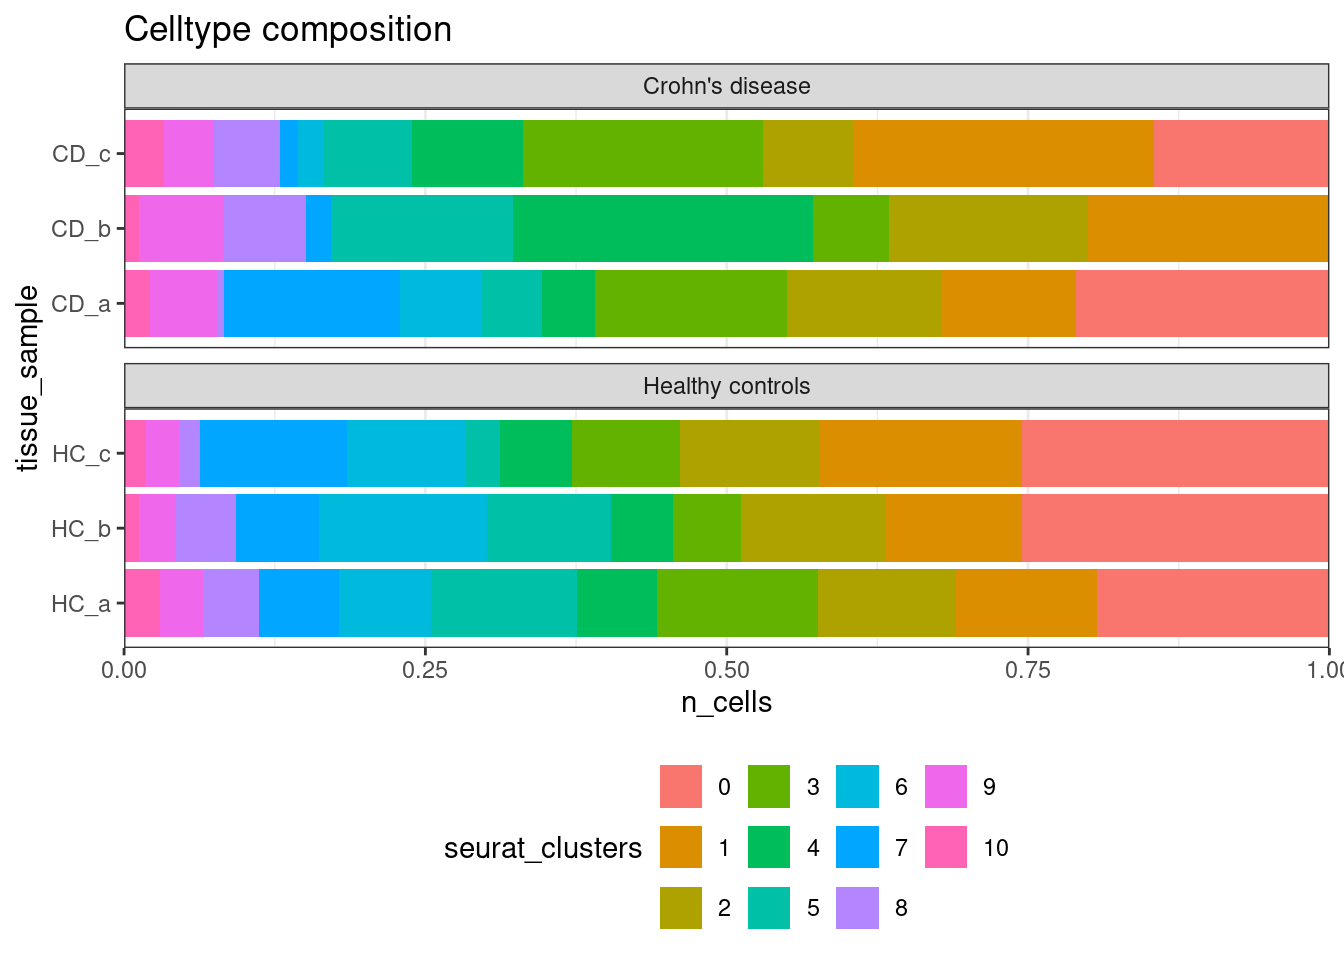 Celltype composition
Crohn's disease
CD_c
CD_b
CD_a
tissue_sample
Healthy controls
HC_c
HC_b
HC_a
0.00 0.25 0.50 0.75 1.00
n_cells
seurat_clusters
0 3 6 9
1 4 7 10
2 5 8